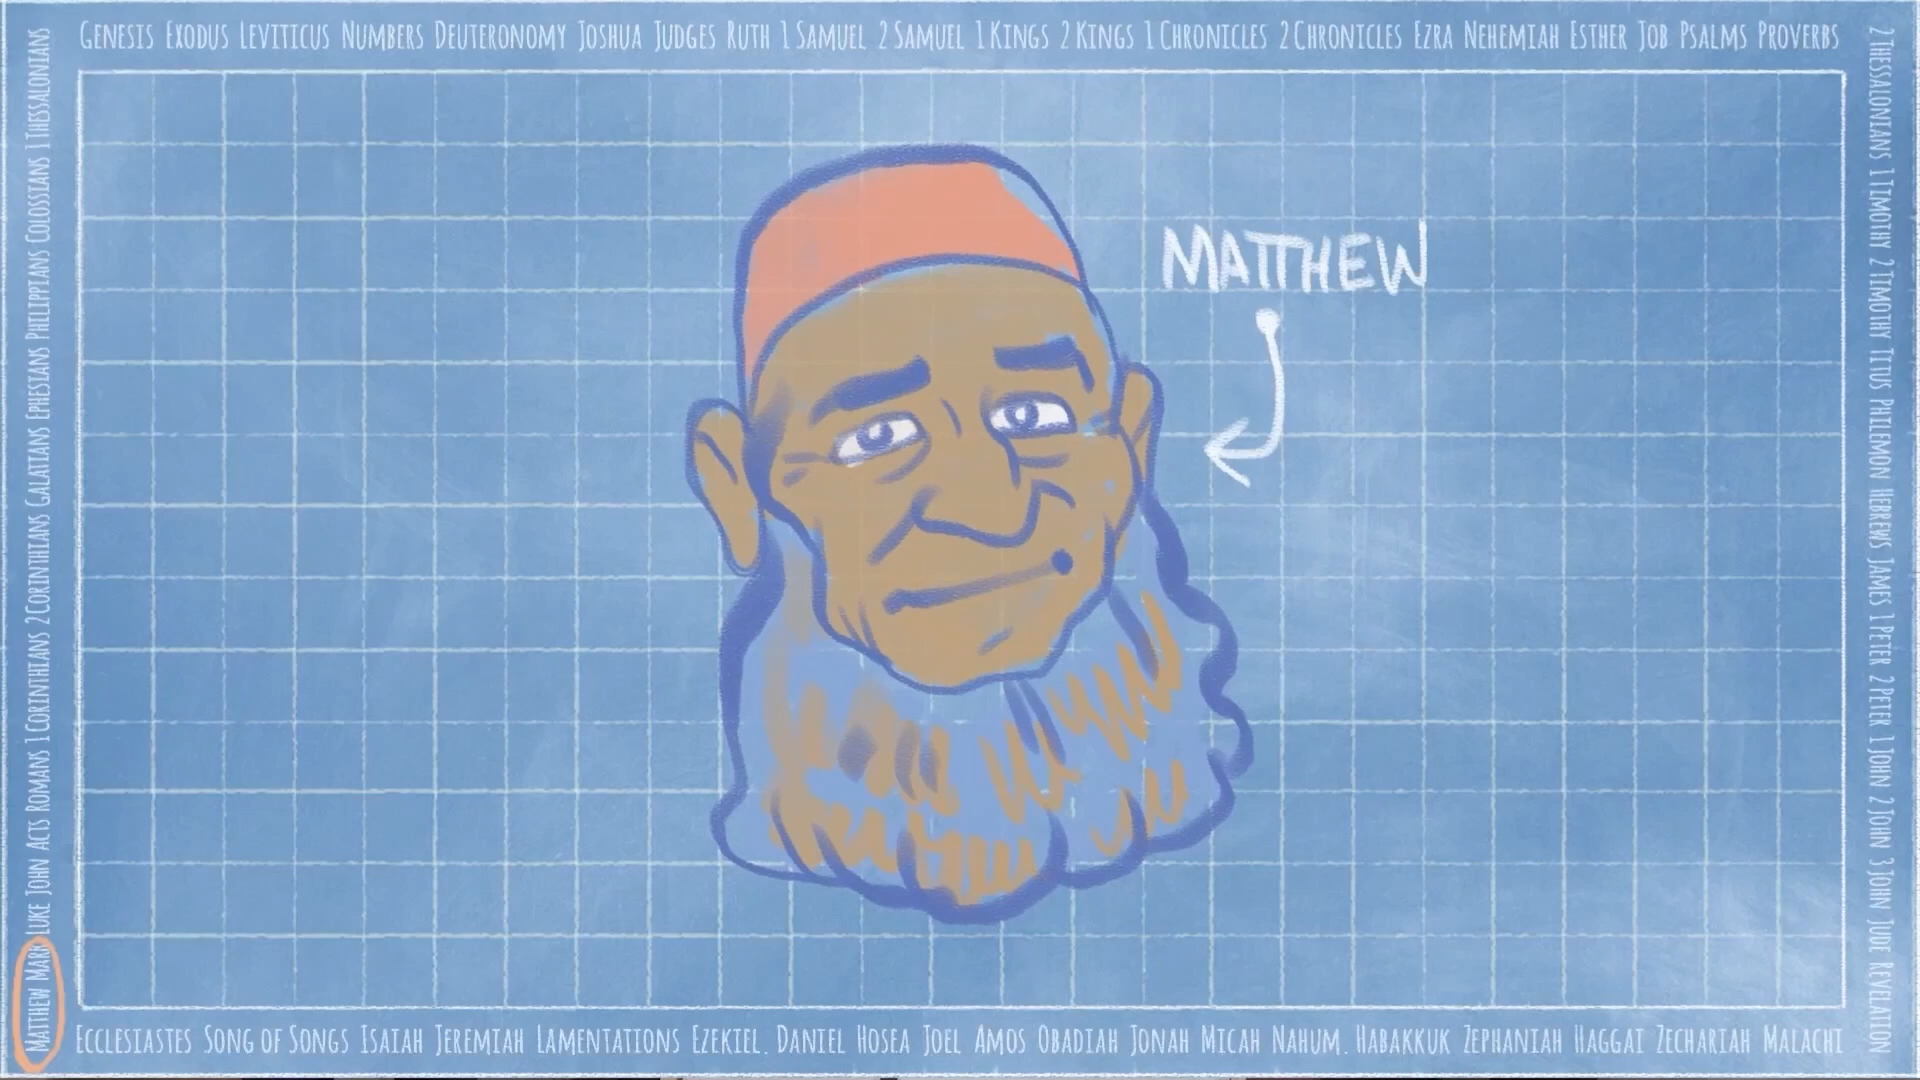 GENESIS EXODUS LEVITICUS NUMBERS DEUTERONOMY JOSHUA JUDGES RUTH 1 SAMUEL 2 SAMUEL 1 KINGS 2 KINGS 1 CHRONICLES 2 CHRONICLES EZRA NEHEMIAH ESTHER JOB PSALMS PROVERBS
MATTHEW
ECCLESIASTES SONG OF SONGS ISAIAH JEREMIAH LAMENTATIONS EZEKIEL. DANIEL HOSEA JOEL AMOS OBADIAH JONAH MICAH NAHUM. HABAKKUK ZEPHANIAH HAGGAI ZECHARIAH MALACHI
MATTHEW MARK LUKE JOHN ACTS ROMANS 1 CORINTHIANS 2 CORINTHIANS GALATIANS EPHESIANS PHILIPPIANS COLOSSIANS 1 THESSALONIANS
2 THESSALONIANS 1 TIMOTHY 2 TIMOTHY TITUS PHILEMON HEBREWS JAMES 1 PETER 2 PETER 1 JOHN 2 JOHN 3 JOHN JUDE REVELATION